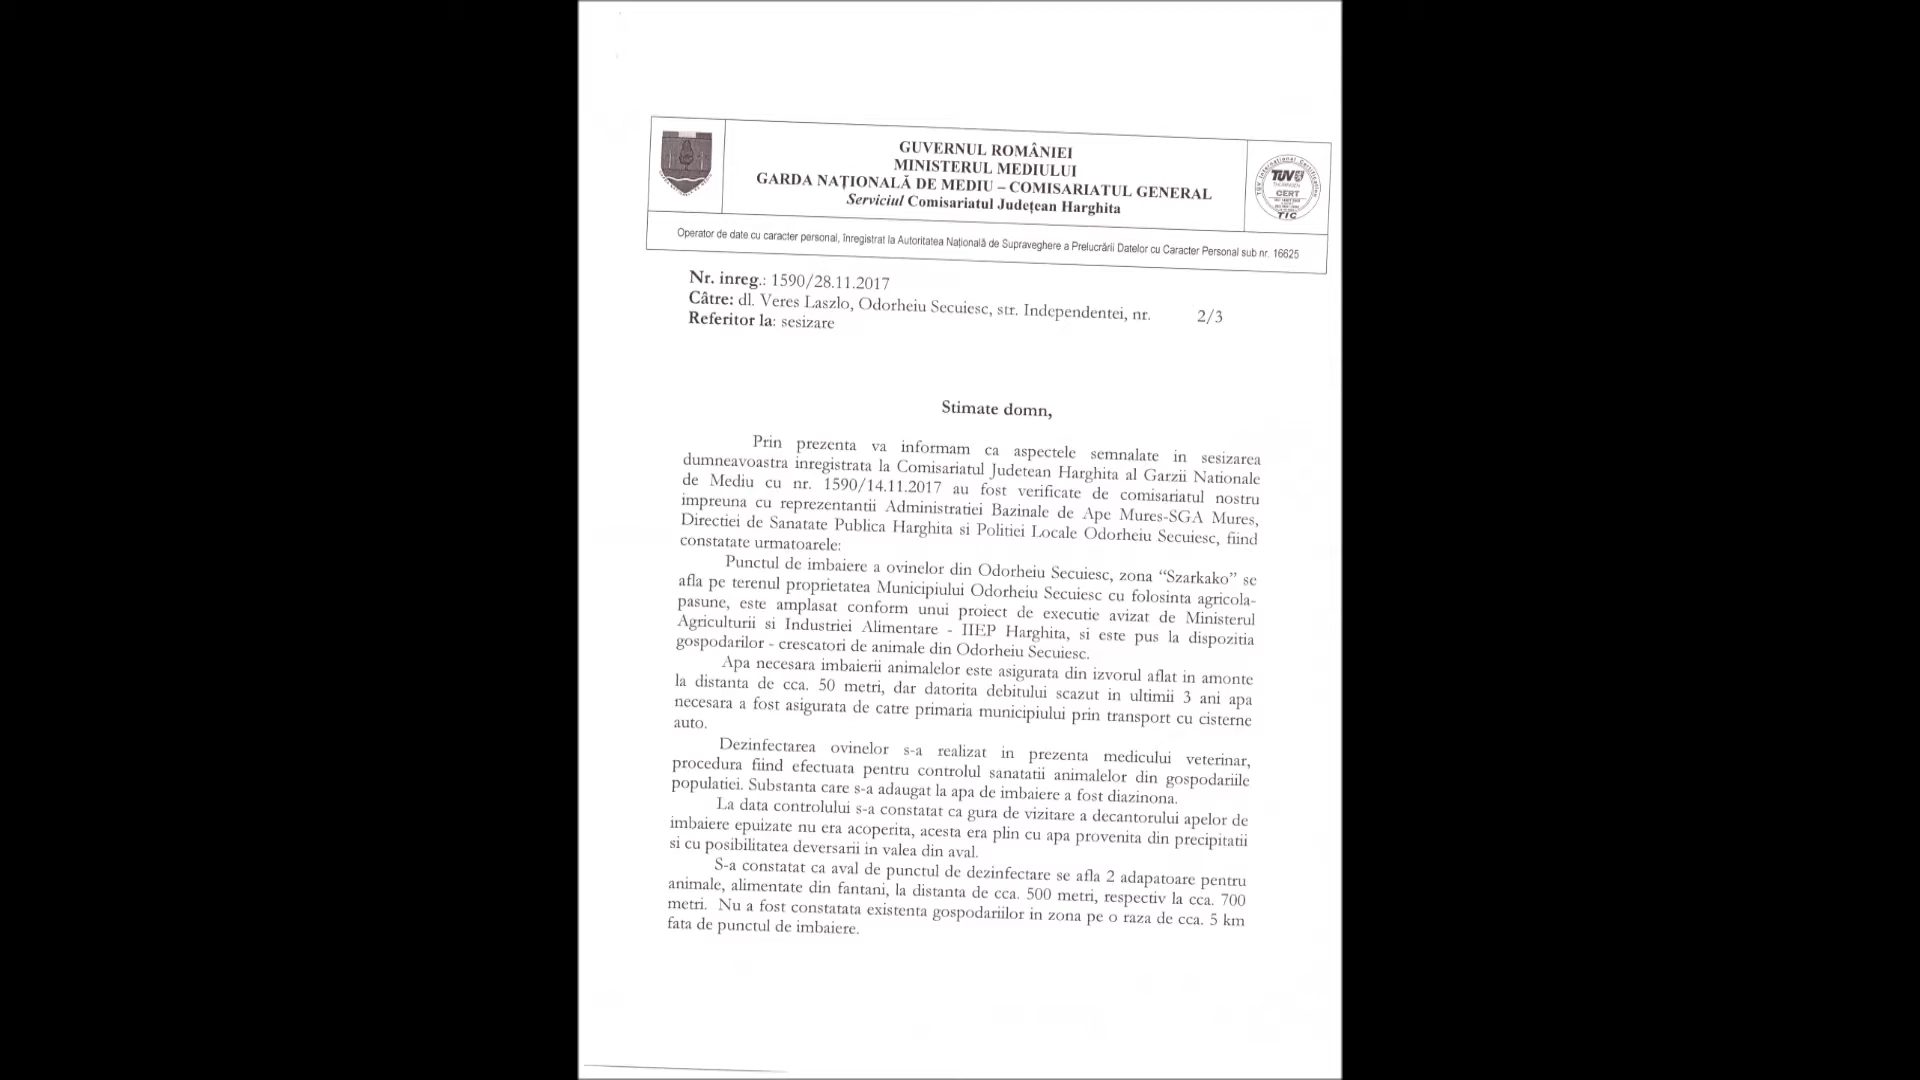 GUVERNUL ROMÂNIEI
MINISTERUL MEDIULUI
GARDA NAȚIONALĂ DE MEDIU – COMISARIATUL GENERAL
Serviciul Comisariatul Județean Harghita
TUV
CERT
TIC
Operator de date cu caracter personal, înregistrat la Autoritatea Națională de Supraveghere a Prelucrării Datelor cu Caracter Personal sub nr. 16625
Nr. inreg.: 1590/28.11.2017
Câtre: dl. Veres Laszlo, Odorheiu Secuiesc, str. Independentei, nr. 2/3
Referitor la: sesizare
Stimate domn,
Prin prezenta va informam ca aspectele semnalate in sesizarea
dumneavoastra inregistrata la Comisariatul Judetean Harghita al Garzii Nationale
de Mediu cu nr. 1590/14.11.2017 au fost verificate de comisariatul nostru
impreuna cu reprezentantii Administratiei Bazinale de Ape Mures-SGA Mures,
Directiei de Sanatate Publica Harghita si Politiei Locale Odorheiu Secuiesc, fiind
constatate urmatoarele:
Punctul de imbaiere a ovinelor din Odorheiu Secuiesc, zona “Szarkako” se
afla pe terenul proprietatea Municipiului Odorheiu Secuiesc cu folosinta agricola-
pasune, este amplasat conform unui proiect de executie avizat de Ministerul
Agriculturii si Industriei Alimentare - IIEP Harghita, si este pus la dispozitia
gospodarilor - crescatori de animale din Odorheiu Secuiesc.
Apa necesara imbaierii animalelor este asigurata din izvorul aflat in amonte
la distanta de cca. 50 metri, dar datorita debitului scazut in ultimii 3 ani apa
necesara a fost asigurata de catre primaria municipiului prin transport cu cisterne
auto.
Dezinfectarea ovinelor s-a realizat in prezenta medicului veterinar,
procedura fiind efectuata pentru controlul sanatatii animalelor din gospodariile
populatiei. Substanta care s-a adaugat la apa de imbaiere a fost diazinona.
La data controlului s-a constatat ca gura de vizitare a decantorului apelor de
imbaiere epuizate nu era acoperita, acesta era plin cu apa provenita din precipitatii
si cu posibilitatea deversarii in valea din aval.
S-a constatat ca aval de punctul de dezinfectare se afla 2 adapatoare pentru
animale, alimentate din fantani, la distanta de cca. 500 metri, respectiv la cca. 700
metri. Nu a fost constatata existenta gospodariilor in zona pe o raza de cca. 5 km
fata de punctul de imbaiere.